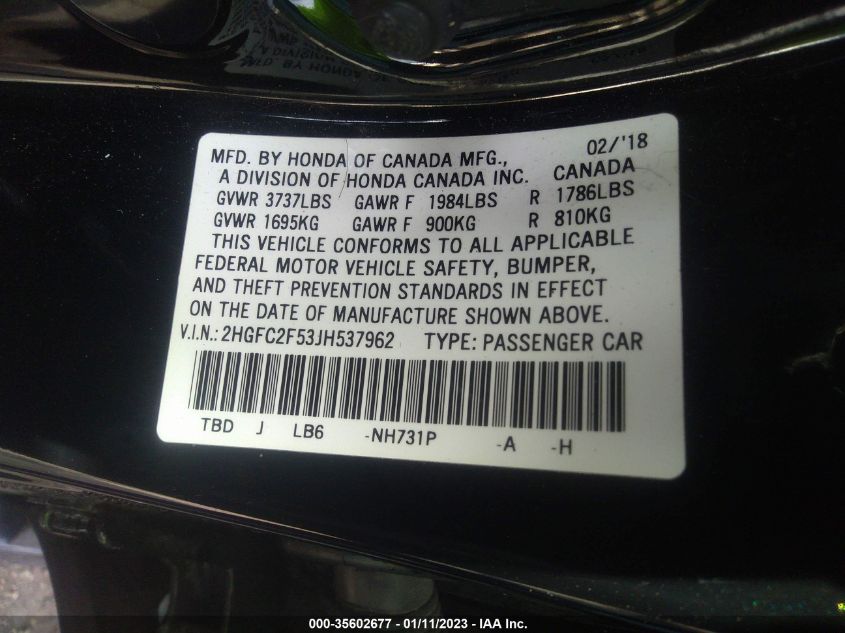 MFD. BY HONDA OF CANADA MFG., 02/'18
A DIVISION OF HONDA CANADA INC. CANADA
GVWR 3737LBS GAWR F 1984LBS R 1786LBS
GVWR 1695KG GAWR F 900KG R 810KG
THIS VEHICLE CONFORMS TO ALL APPLICABLE
FEDERAL MOTOR VEHICLE SAFETY, BUMPER,
AND THEFT PREVENTION STANDARDS IN EFFECT
ON THE DATE OF MANUFACTURE SHOWN ABOVE.
V.I.N.: 2HGFC2F53JH537962 TYPE: PASSENGER CAR
TBD J LB6 -NH731P -A -H
000-35602677 - 01/11/2023 - IAA Inc.